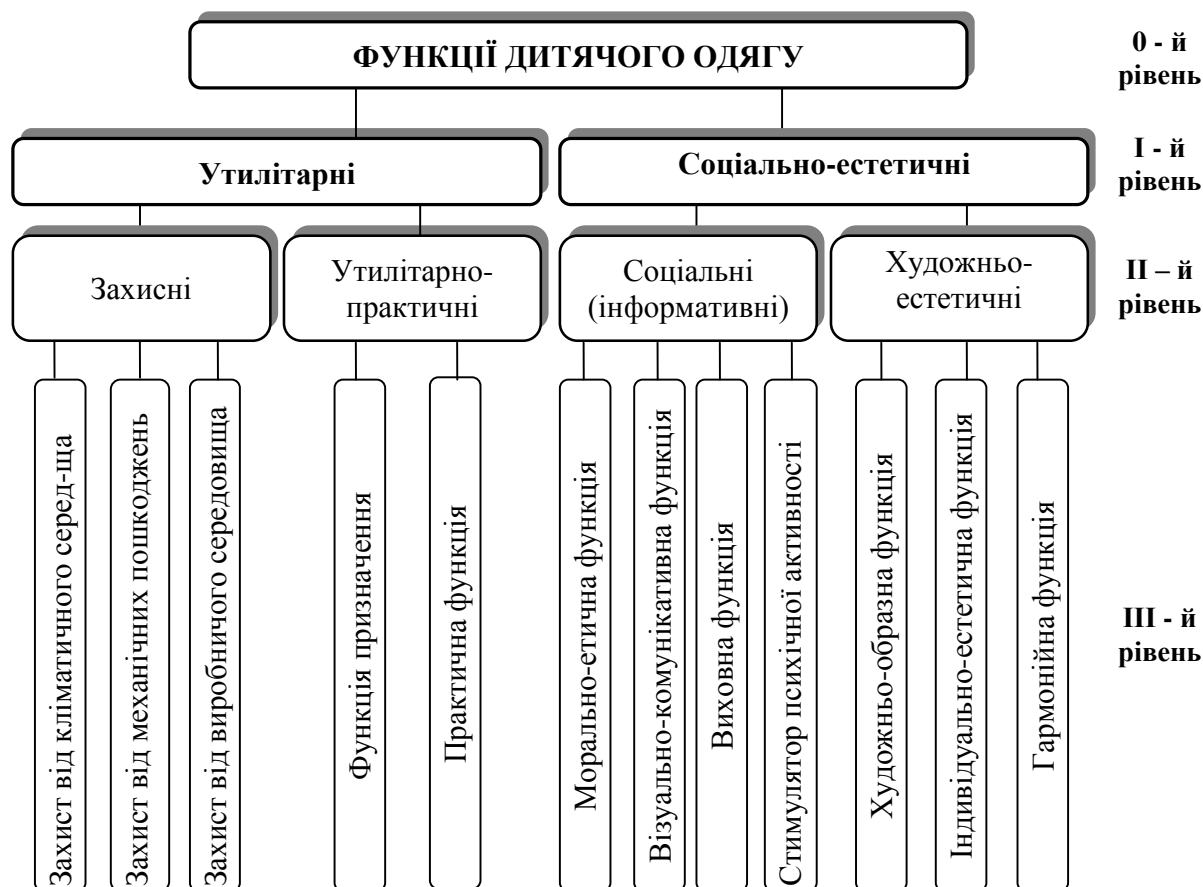 ФУНКЦІЇ ДИТЯЧОГО ОДЯГУ
0 - й
рівень
Утилітарні
Соціально-естетичні
І - й
рівень
Захисні
Утилітарно-
практичні
Соціальні
(інформативні)
Художньо-
естетичні
ІІ – й
рівень
Захист від кліматичного серед-ща
Захист від механічних пошкоджень
Захист від виробничого середовища
Функція призначення
Практична функція
Морально-етична функція
Візуально-комунікативна функція
Виховна функція
Стимулятор психічної активності
Художньо-образна функція
Індивідуально-естетична функція
Гармонійна функція
ІІІ - й
рівень